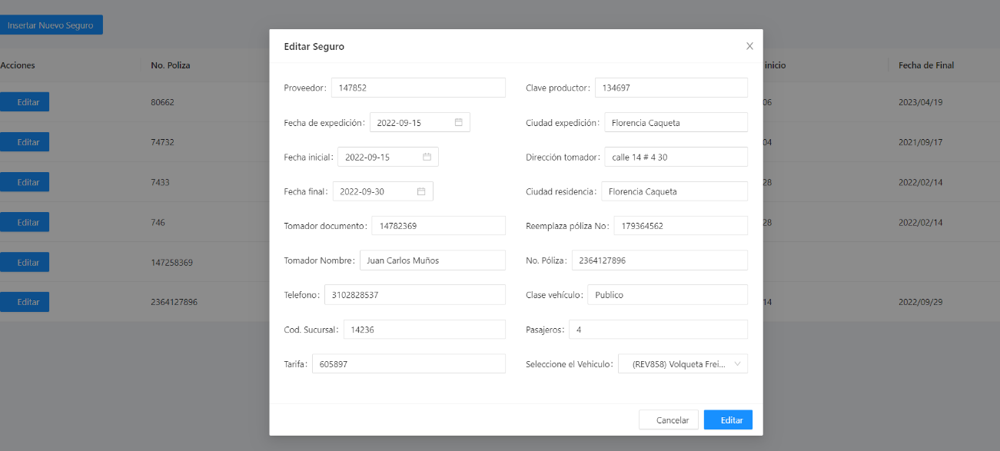 Insertar Nuevo Seguro
Acciones No. Poliza inicio Fecha de Final
Editar 80662 06 2023/04/19
Editar 74732 04 2021/09/17
Editar 7433 28 2022/02/14
Editar 746 28 2022/02/14
Editar 147258369
Editar 2364127896 14 2022/09/29
Editar Seguro
Proveedor: 147852 Clave productor: 134697
Fecha de expedición: 2022-09-15 Ciudad expedición: Florencia Caqueta
Fecha inicial: 2022-09-15 Dirección tomador: calle 14 # 4 30
Fecha final: 2022-09-30 Ciudad residencia: Florencia Caqueta
Tomador documento: 14782369 Reemplaza póliza No: 179364562
Tomador Nombre: Juan Carlos Muños No. Póliza: 2364127896
Telefono: 3102828537 Clase vehículo: Publico
Cod. Sucursal: 14236 Pasajeros: 4
Tarifa: 605897 Seleccione el Vehículo: (REV858) Volqueta Frei...
Cancelar Editar